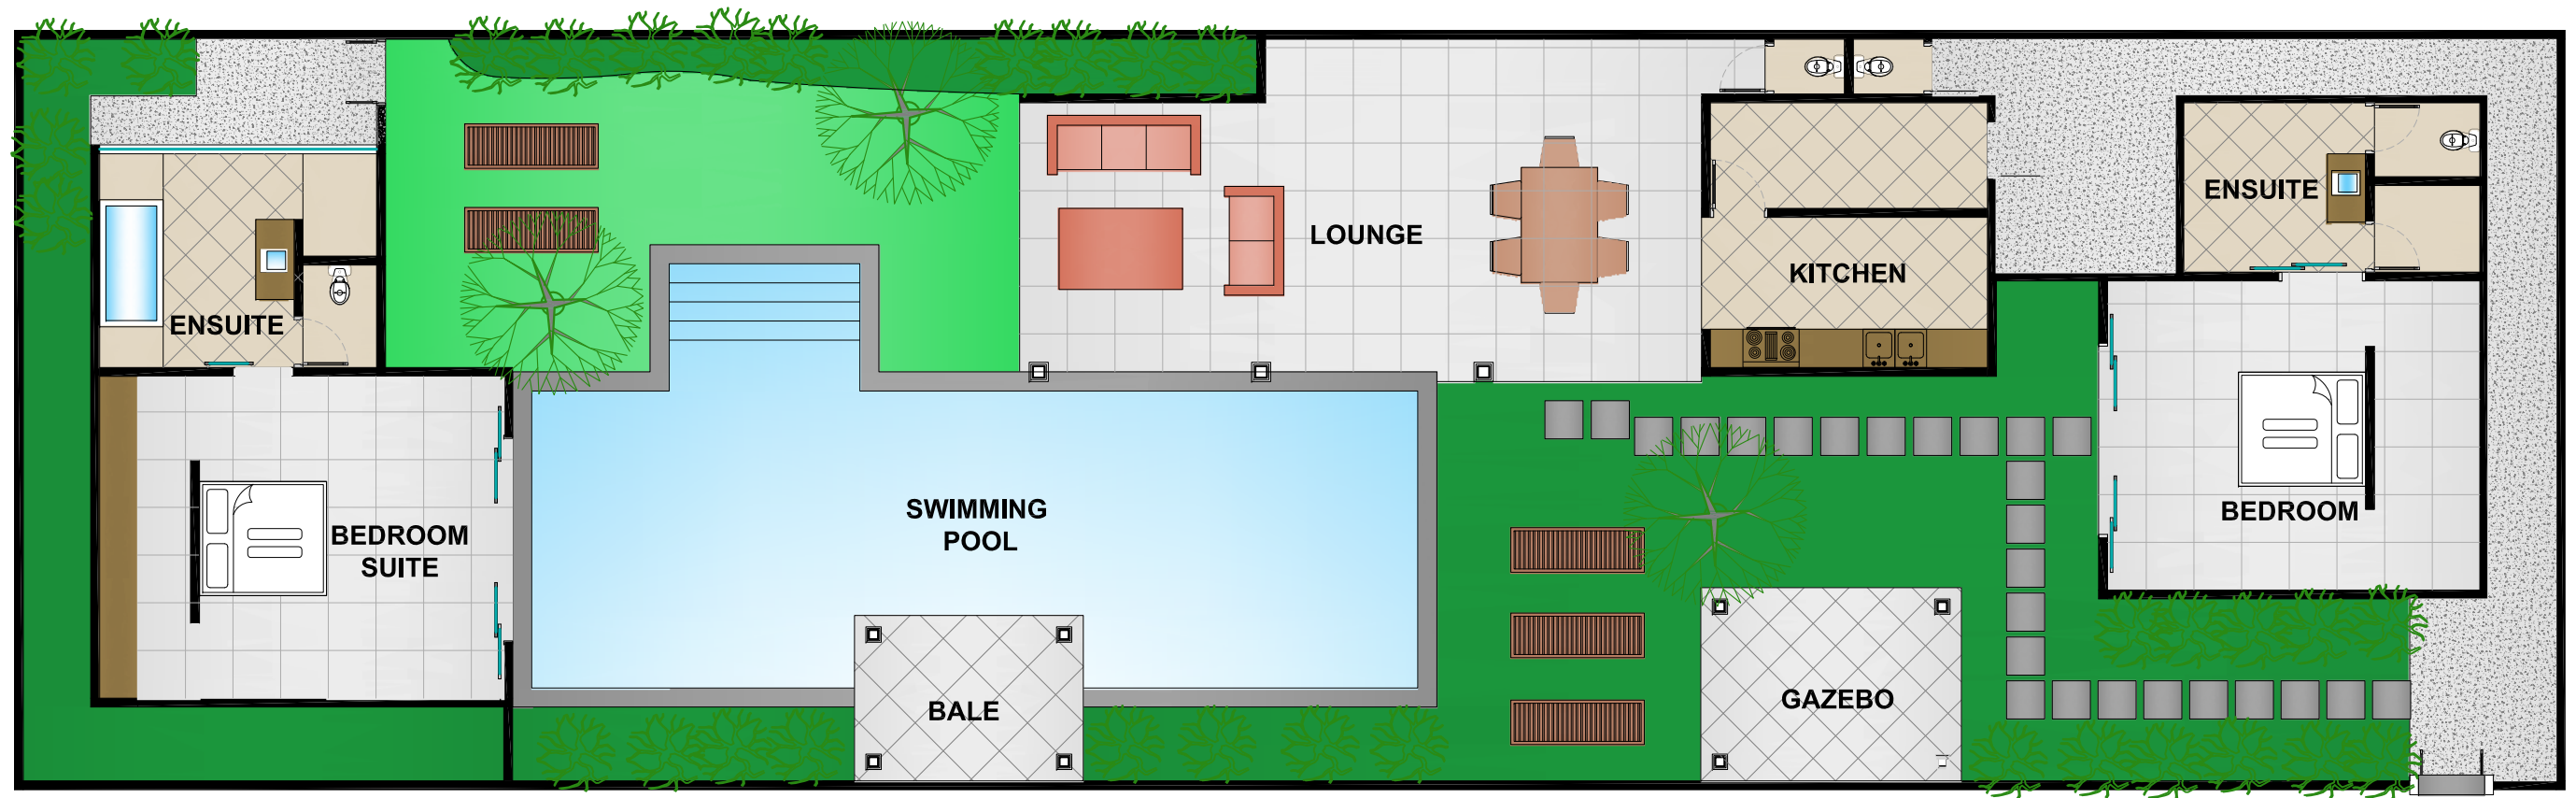 ENSUITE
BEDROOM
SUITE
SWIMMING
POOL
BALE
LOUNGE
KITCHEN
GAZEBO
ENSUITE
BEDROOM